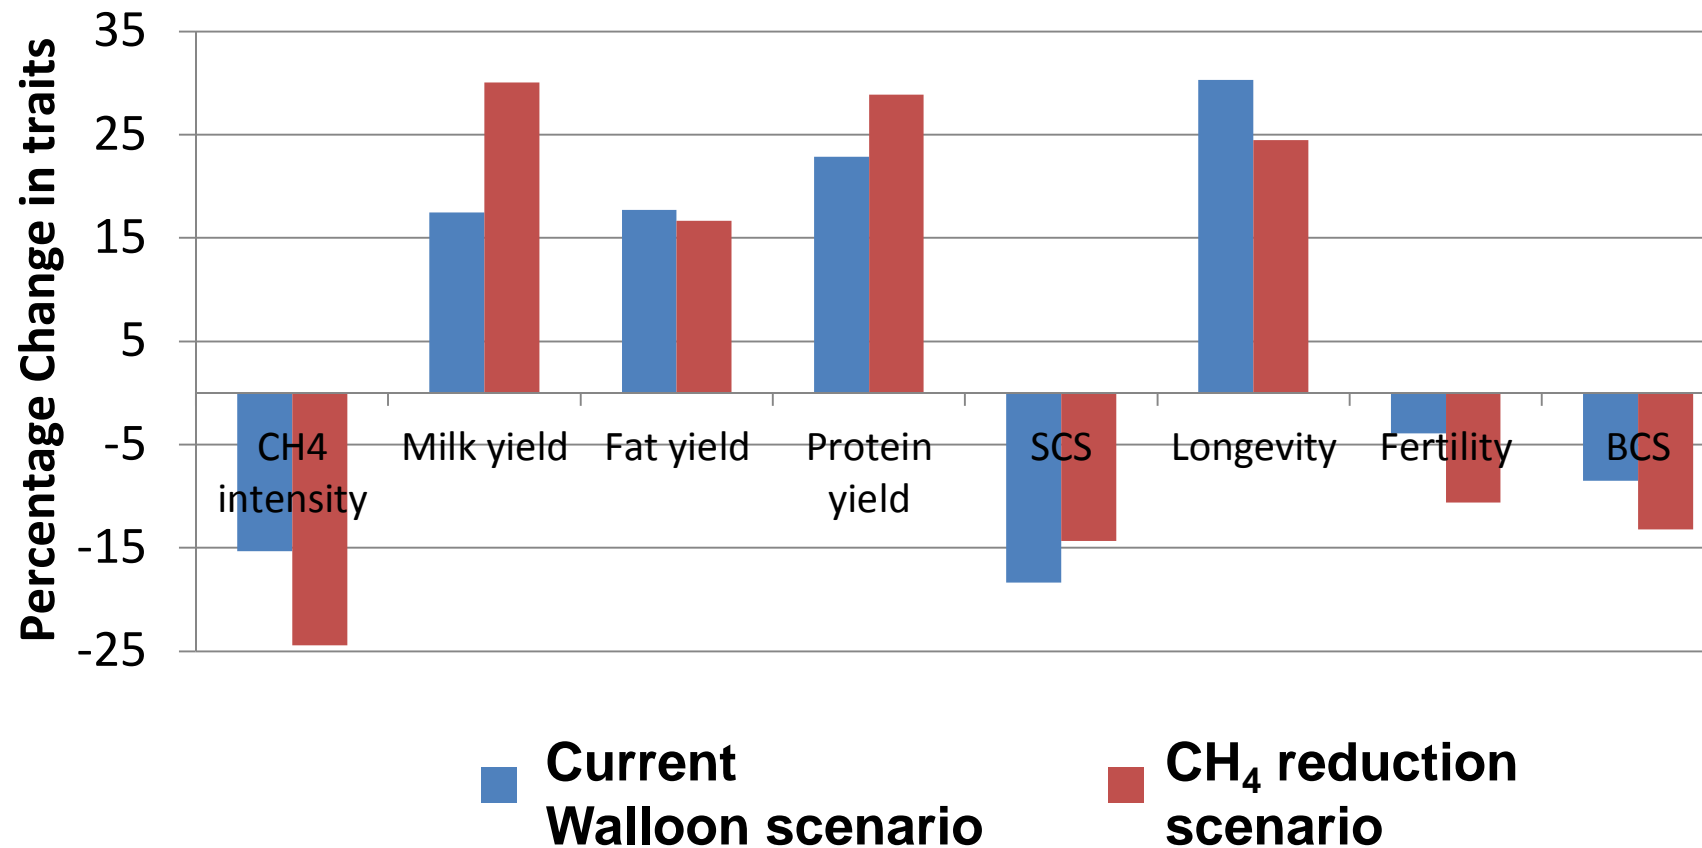 Percentage Change in traits
35
25
15
5
-5
-15
-25
CH4
intensity
Milk yield
Fat yield
Protein
yield
SCS
Longevity
Fertility
BCS
Current
Walloon scenario
CH₄ reduction
scenario